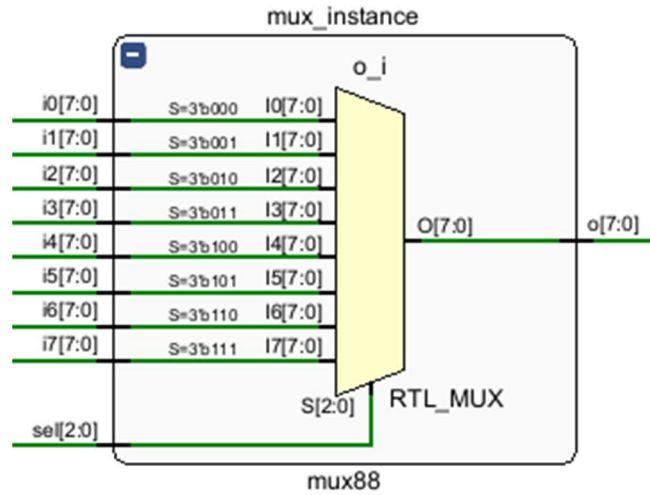 mux_instance
o_i
i0[7:0] S=3'b000 I0[7:0]
i1[7:0] S=3'b001 I1[7:0]
i2[7:0] S=3'b010 I2[7:0]
i3[7:0] S=3'b011 I3[7:0]
i4[7:0] S=3'b100 I4[7:0]
O[7:0] o[7:0]
i5[7:0] S=3'b101 I5[7:0]
i6[7:0] S=3'b110 I6[7:0]
i7[7:0] S=3'b111 I7[7:0]
S[2:0] RTL_MUX
sel[2:0]
mux88